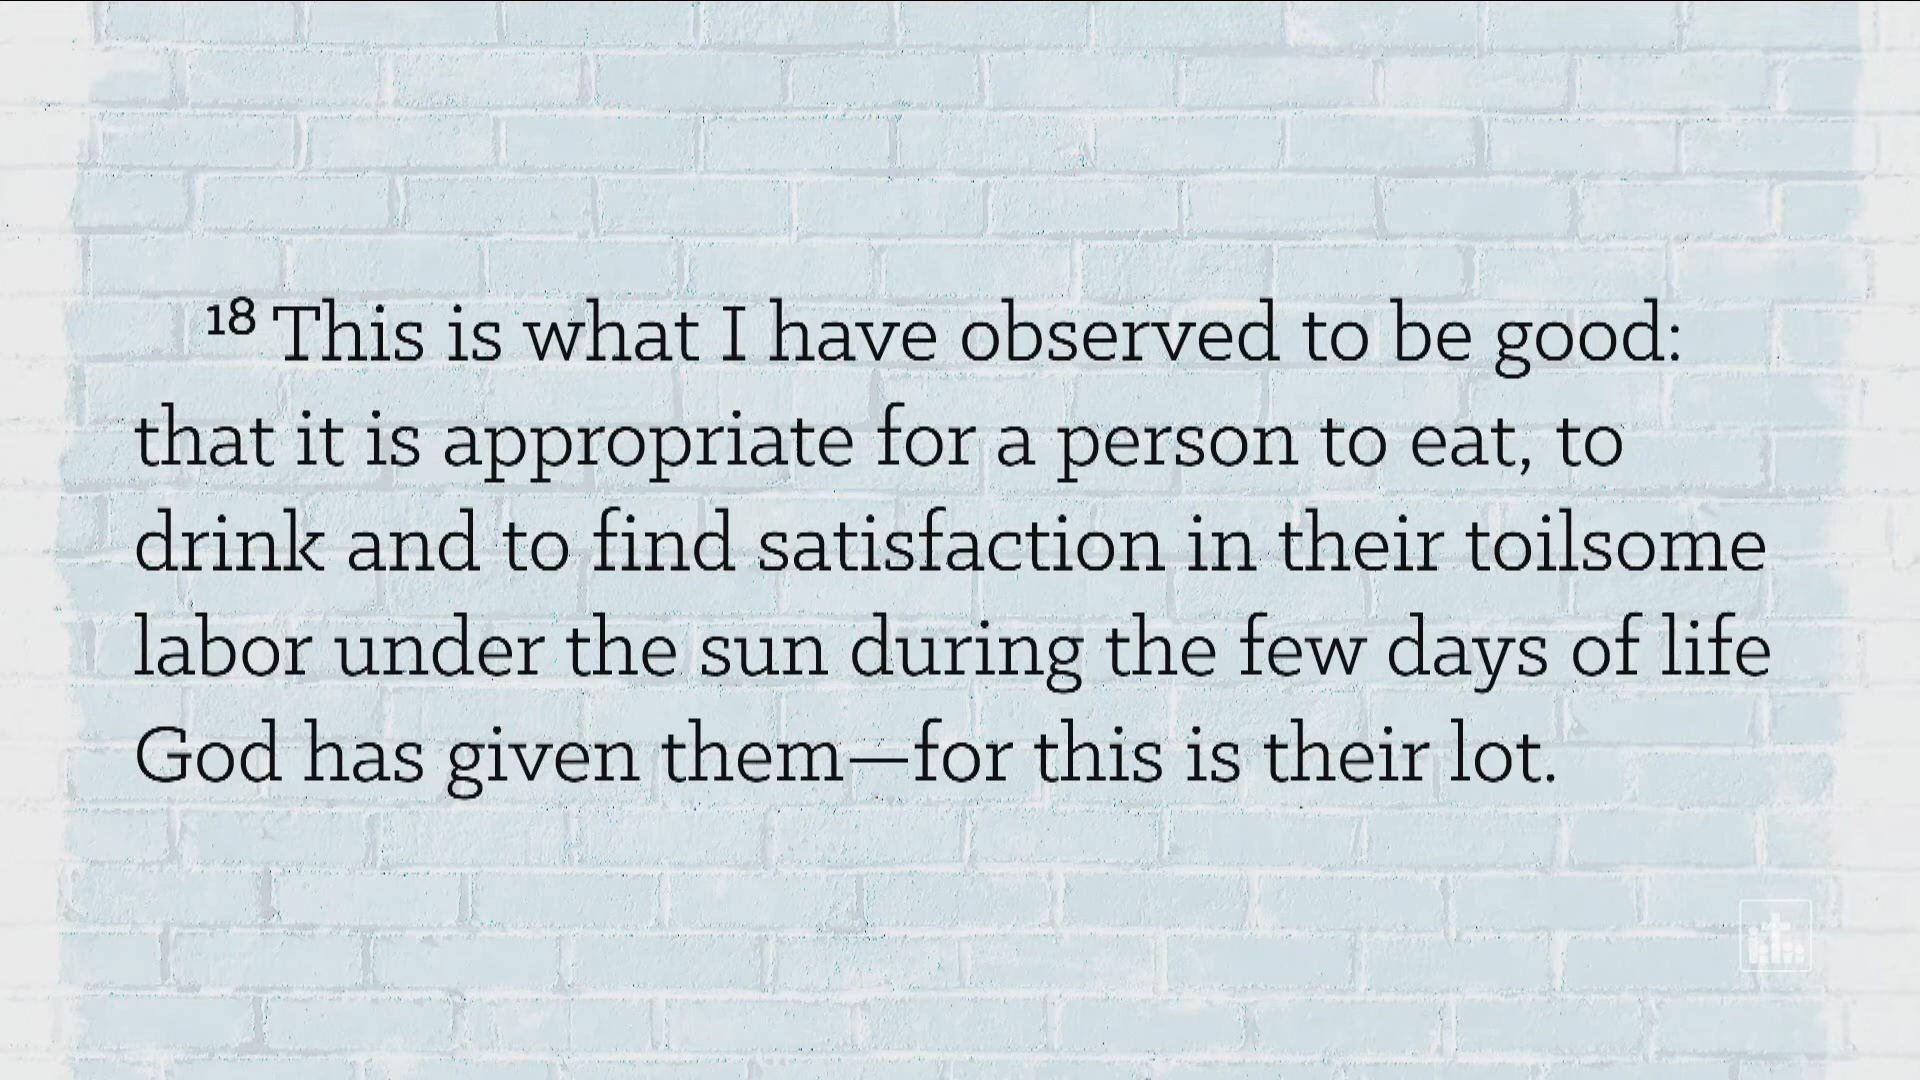 18 This is what I have observed to be good:
that it is appropriate for a person to eat, to
drink and to find satisfaction in their toilsome
labor under the sun during the few days of life
God has given them—for this is their lot.